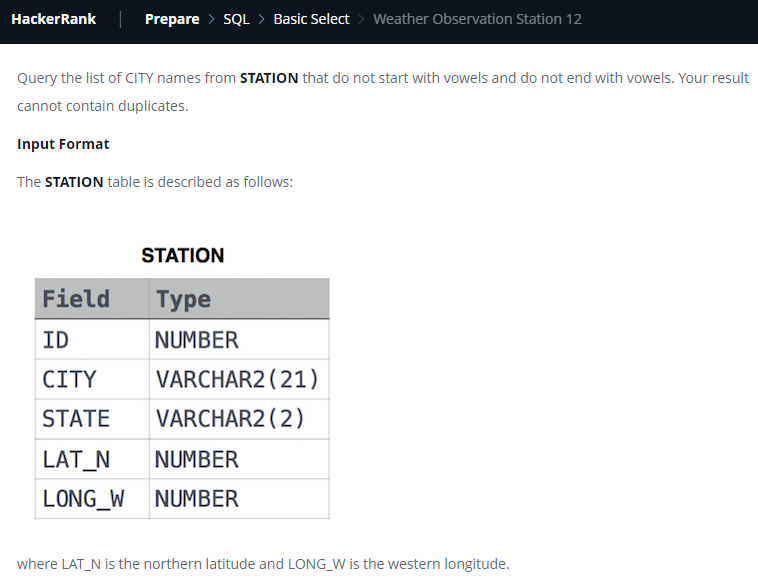 HackerRank | Prepare > SQL > Basic Select > Weather Observation Station 12
Query the list of CITY names from STATION that do not start with vowels and do not end with vowels. Your result
cannot contain duplicates.
Input Format
The STATION table is described as follows:
STATION
Field Type
ID NUMBER
CITY VARCHAR2(21)
STATE VARCHAR2(2)
LAT_N NUMBER
LONG_W NUMBER
where LAT_N is the northern latitude and LONG_W is the western longitude.